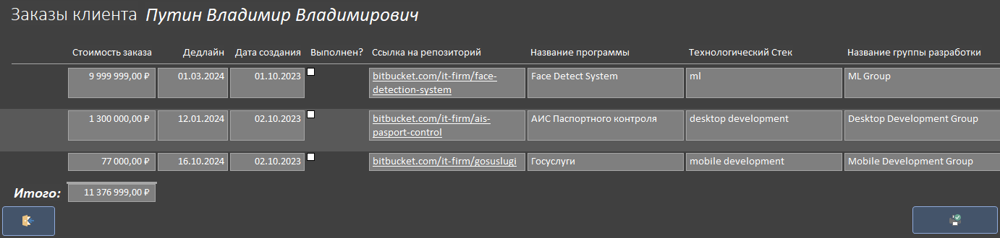 Заказы клиента Путин Владимир Владимирович
Стоимость заказа Дедлайн Дата создания Выполнен? Ссылка на репозиторий Название программы Технологический Стек Название группы разработки
9 999 999,00 ₽ 01.03.2024 01.10.2023 bitbucket.com/it-firm/face- Face Detect System ml ML Group
detection-system
1 300 000,00 ₽ 12.01.2024 02.10.2023 bitbucket.com/it-firm/ais- АИС Паспортного контроля desktop development Desktop Development Group
pasport-control
77 000,00 ₽ 16.10.2024 02.10.2023 bitbucket.com/it-firm/gosuslugi Госуслуги mobile development Mobile Development Group
Итого: 11 376 999,00 ₽